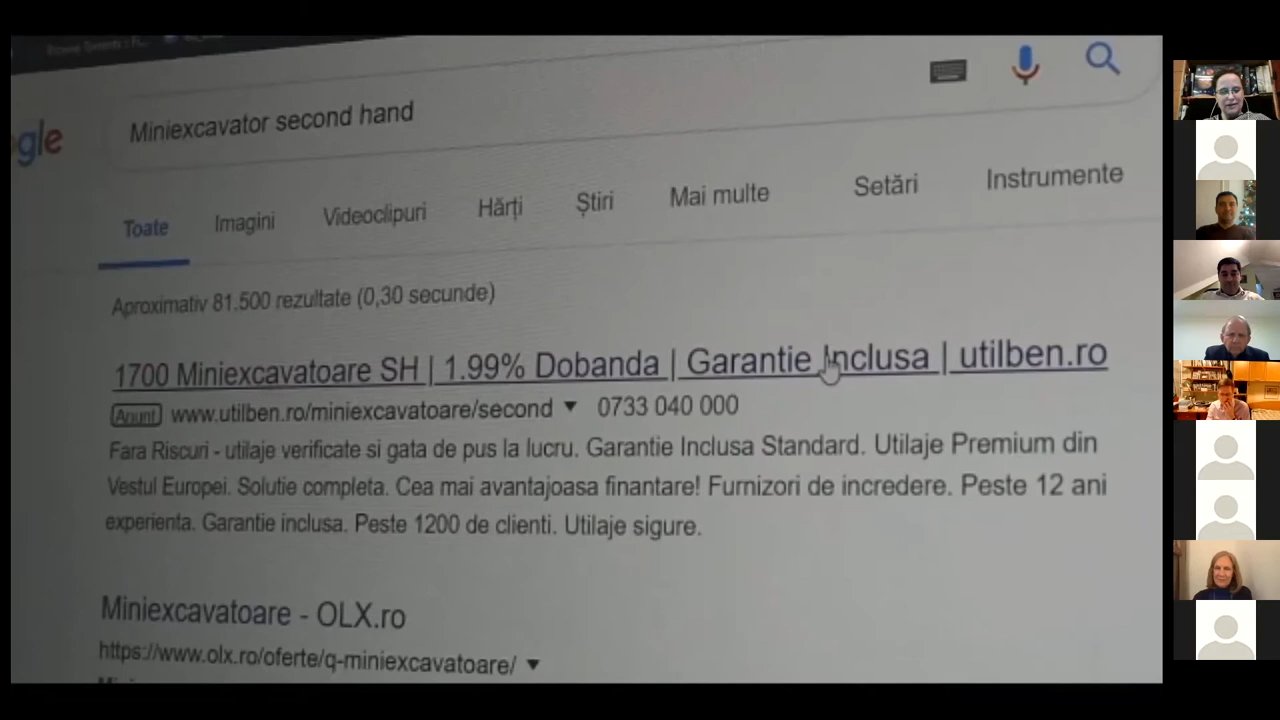 gle
Miniexcavator second hand
Toate Imagini Videoclipuri Hărți Știri Mai multe Setări Instrumente
Aproximativ 81.500 rezultate (0,30 secunde)
1700 Miniexcavatoare SH | 1.99% Dobanda | Garantie Inclusa | utilben.ro
Anunț www.utilben.ro/miniexcavatoare/second 0733 040 000
Fara Riscuri - utilaje verificate si gata de pus la lucru. Garantie Inclusa Standard. Utilaje Premium din
Vestul Europei. Solutie completa. Cea mai avantajoasa finantare! Furnizori de incredere. Peste 12 ani
experienta. Garantie inclusa. Peste 1200 de clienti. Utilaje sigure.
Miniexcavatoare - OLX.ro
https://www.olx.ro/oferte/q-miniexcavatoare/